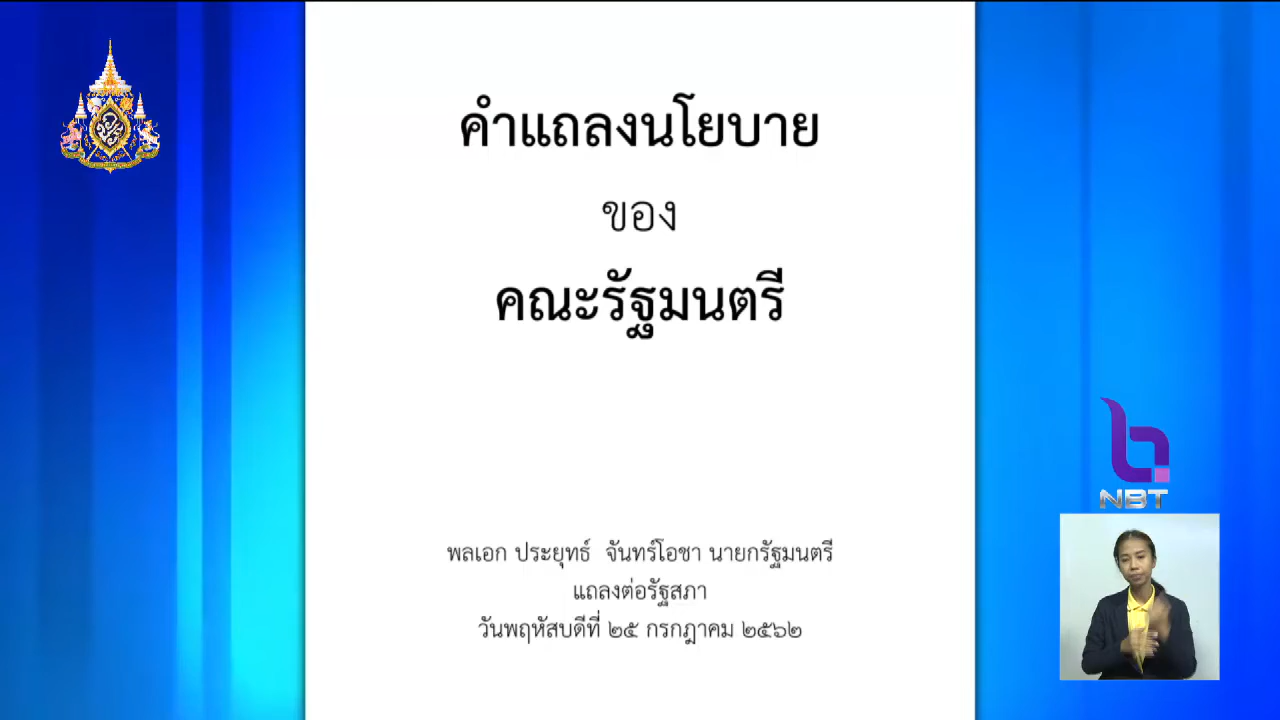 คำแถลงนโยบาย
ของ
คณะรัฐมนตรี
NBT
พลเอก ประยุทธ์ จันทร์โอชา นายกรัฐมนตรี
แถลงต่อรัฐสภา
วันพฤหัสบดีที่ ๒๕ กรกฎาคม ๒๕๖๒